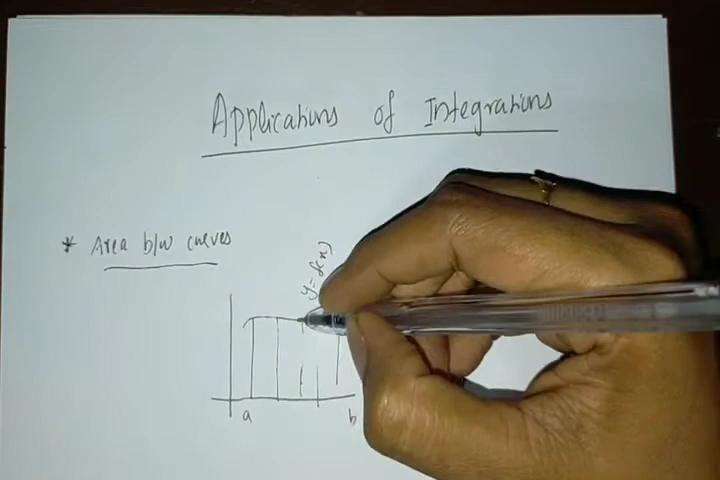 Applications of Integrations
* Area b/w curves
y = f(x)
a
b